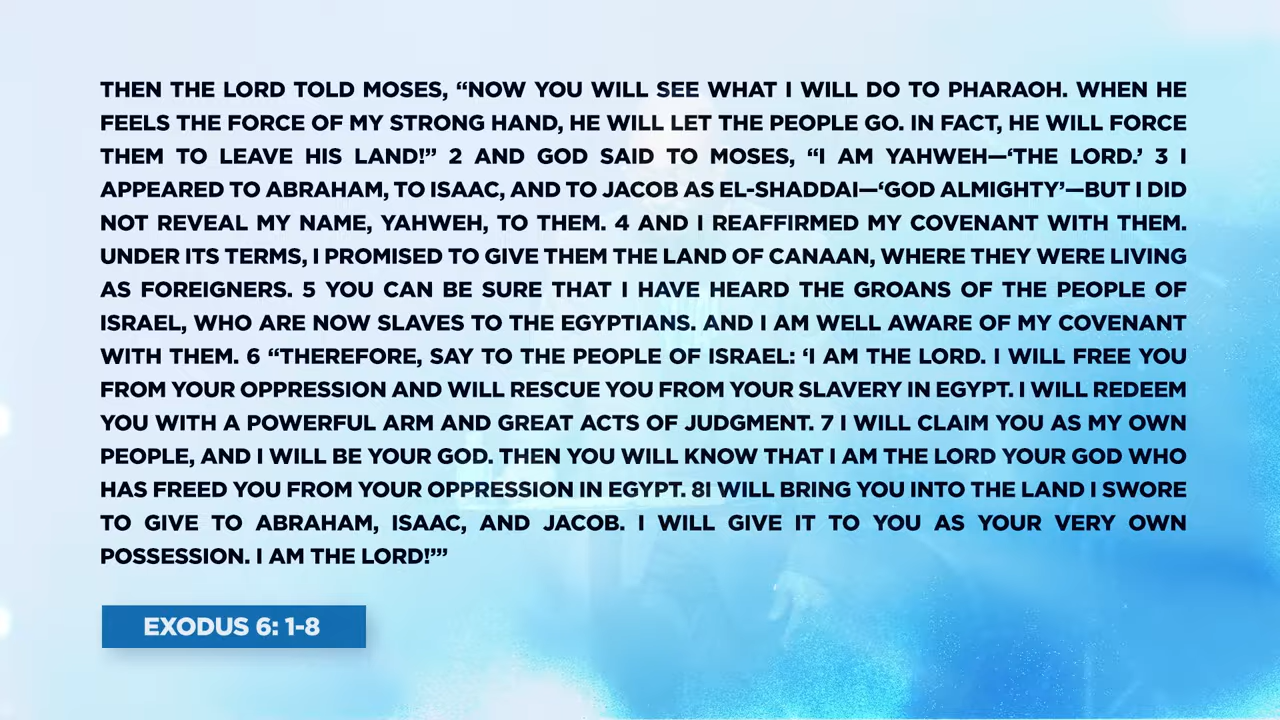 THEN THE LORD TOLD MOSES, “NOW YOU WILL SEE WHAT I WILL DO TO PHARAOH. WHEN HE
FEELS THE FORCE OF MY STRONG HAND, HE WILL LET THE PEOPLE GO. IN FACT, HE WILL FORCE
THEM TO LEAVE HIS LAND!” 2 AND GOD SAID TO MOSES, “I AM YAHWEH—‘THE LORD.’ 3 I
APPEARED TO ABRAHAM, TO ISAAC, AND TO JACOB AS EL-SHADDAI—‘GOD ALMIGHTY’—BUT I DID
NOT REVEAL MY NAME, YAHWEH, TO THEM. 4 AND I REAFFIRMED MY COVENANT WITH THEM.
UNDER ITS TERMS, I PROMISED TO GIVE THEM THE LAND OF CANAAN, WHERE THEY WERE LIVING
AS FOREIGNERS. 5 YOU CAN BE SURE THAT I HAVE HEARD THE GROANS OF THE PEOPLE OF
ISRAEL, WHO ARE NOW SLAVES TO THE EGYPTIANS. AND I AM WELL AWARE OF MY COVENANT
WITH THEM. 6 “THEREFORE, SAY TO THE PEOPLE OF ISRAEL: ‘I AM THE LORD. I WILL FREE YOU
FROM YOUR OPPRESSION AND WILL RESCUE YOU FROM YOUR SLAVERY IN EGYPT. I WILL REDEEM
YOU WITH A POWERFUL ARM AND GREAT ACTS OF JUDGMENT. 7 I WILL CLAIM YOU AS MY OWN
PEOPLE, AND I WILL BE YOUR GOD. THEN YOU WILL KNOW THAT I AM THE LORD YOUR GOD WHO
HAS FREED YOU FROM YOUR OPPRESSION IN EGYPT. 8I WILL BRING YOU INTO THE LAND I SWORE
TO GIVE TO ABRAHAM, ISAAC, AND JACOB. I WILL GIVE IT TO YOU AS YOUR VERY OWN
POSSESSION. I AM THE LORD!’”’
EXODUS 6: 1-8